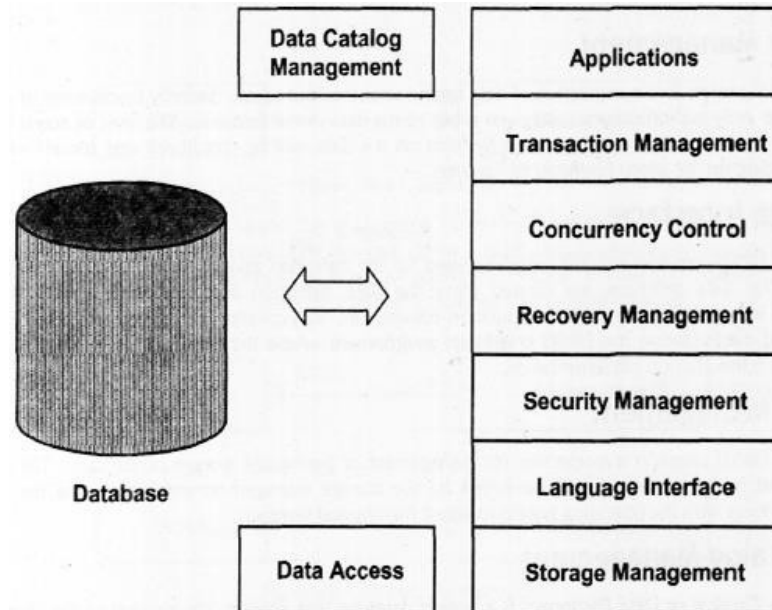 Data Catalog
Management
Applications
Transaction Management
Concurrency Control
Recovery Management
Security Management
Language Interface
Database
Data Access
Storage Management